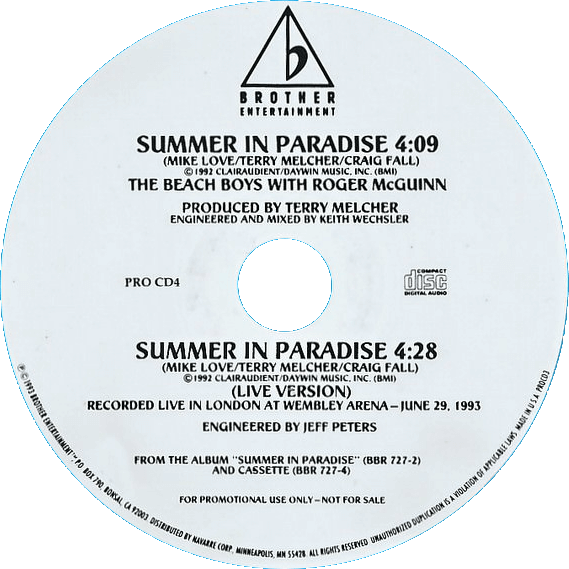 BROTHER
ENTERTAINMENT
SUMMER IN PARADISE 4:09
(MIKE LOVE/TERRY MELCHER/CRAIG FALL)
©1992 CLAIRAUDIENT/DAYWIN MUSIC, INC. (BMI)
THE BEACH BOYS WITH ROGER McGUINN
PRODUCED BY TERRY MELCHER
ENGINEERED AND MIXED BY KEITH WECHSLER
PRO CD4
COMPACT
disc
DIGITAL AUDIO
SUMMER IN PARADISE 4:28
(MIKE LOVE/TERRY MELCHER/CRAIG FALL)
©1992 CLAIRAUDIENT/DAYWIN MUSIC, INC. (BMI)
(LIVE VERSION)
RECORDED LIVE IN LONDON AT WEMBLEY ARENA—JUNE 29, 1993
ENGINEERED BY JEFF PETERS
FROM THE ALBUM "SUMMER IN PARADISE" (BBR 727-2)
AND CASSETTE (BBR 727-4)
FOR PROMOTIONAL USE ONLY—NOT FOR SALE
℗©1993 BROTHER ENTERTAINMENT™ P.O. BOX 790, BONSAL, CA 92003 DISTRIBUTED BY NAVARRE CORP., MINNEAPOLIS, MN 55428. ALL RIGHTS RESERVED. UNAUTHORIZED DUPLICATION IS A VIOLATION OF APPLICABLE LAWS. MADE IN U.S.A.